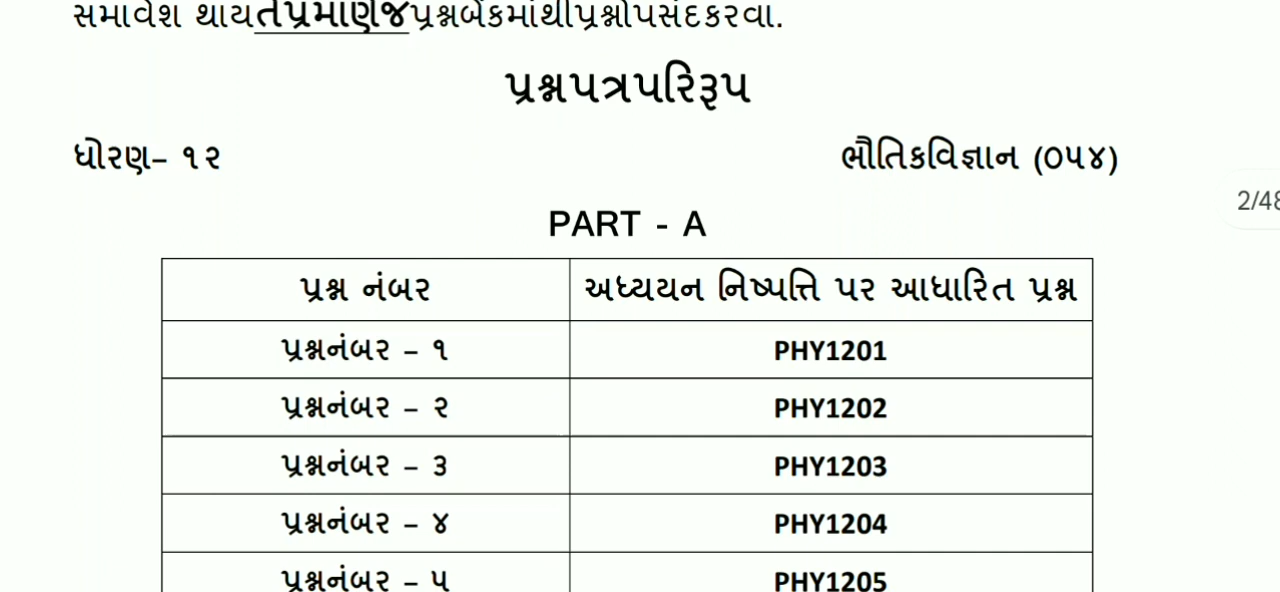 સમાવેશ થાયતેપ્રમાણેજપ્રશ્નબેંકમાંથીપ્રશ્નોપસંદકરવા.
પ્રશ્નપત્રપરિરૂપ
ધોરણ– ૧૨ ભૌતિકવિજ્ઞાન (૦૫૪)
2/48
PART - A
પ્રશ્ન નંબર અધ્યયન નિષ્પત્તિ પર આધારિત પ્રશ્ન
પ્રશ્નનંબર – ૧ PHY1201
પ્રશ્નનંબર – ૨ PHY1202
પ્રશ્નનંબર – ૩ PHY1203
પ્રશ્નનંબર – ૪ PHY1204
પ્રશ્નનંબર – ૫ PHY1205